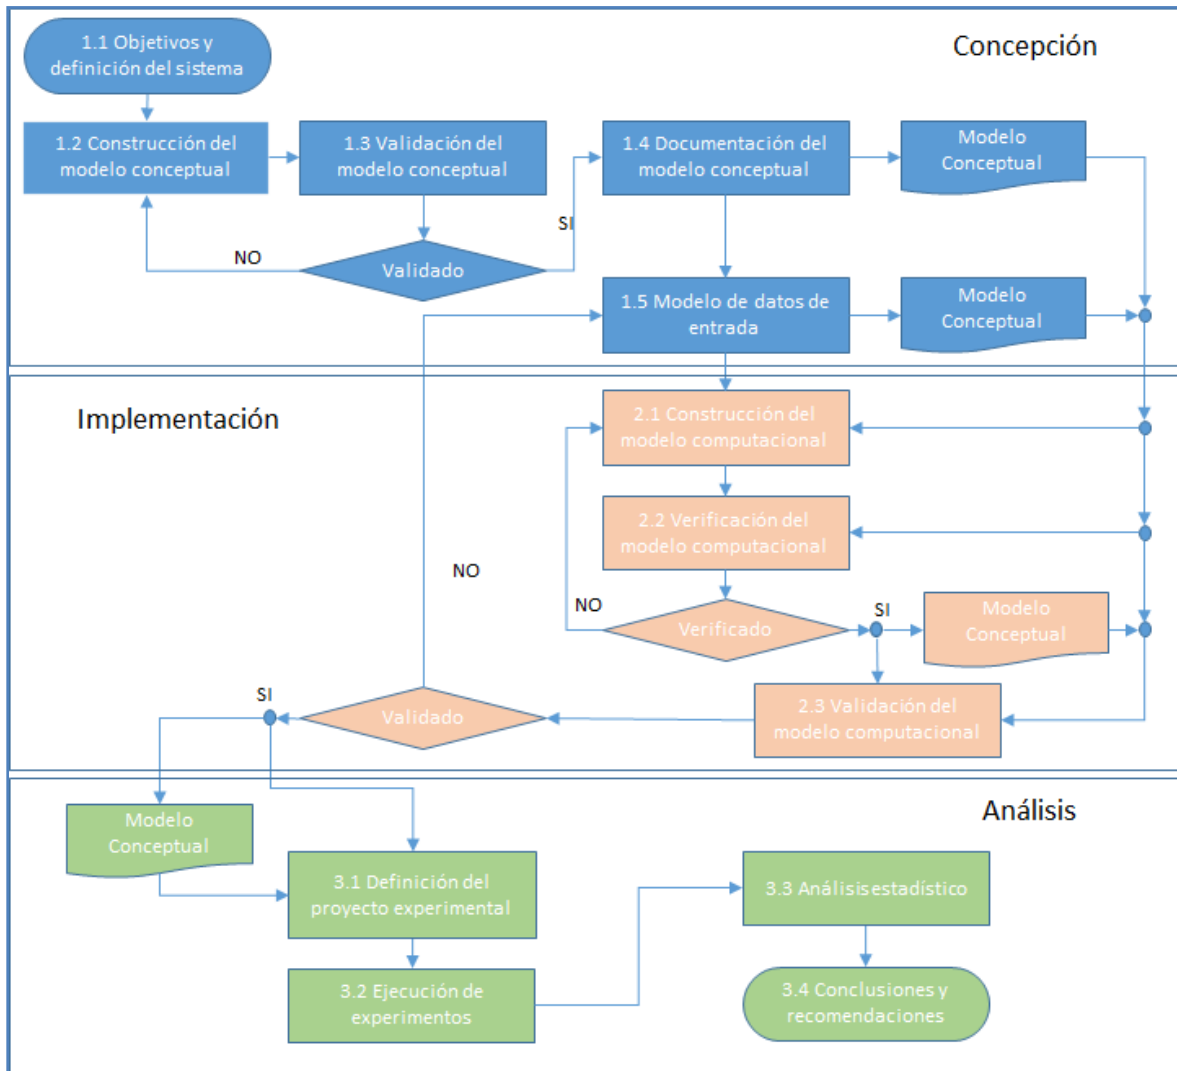 1.1 Objetivos y
definición del sistema
Concepción
1.2 Construcción del
modelo conceptual
1.3 Validación del
modelo conceptual
1.4 Documentación del
modelo conceptual
Modelo
Conceptual
SI
NO
Validado
1.5 Modelo de datos de
entrada
Modelo
Conceptual
Implementación
2.1 Construcción del
modelo computacional
2.2 Verificación del
modelo computacional
NO
NO
Verificado
SI
Modelo
Conceptual
SI
Validado
2.3 Validación del
modelo computacional
Análisis
Modelo
Conceptual
3.1 Definición del
proyecto experimental
3.3 Análisis estadístico
3.2 Ejecución de
experimentos
3.4 Conclusiones y
recomendaciones